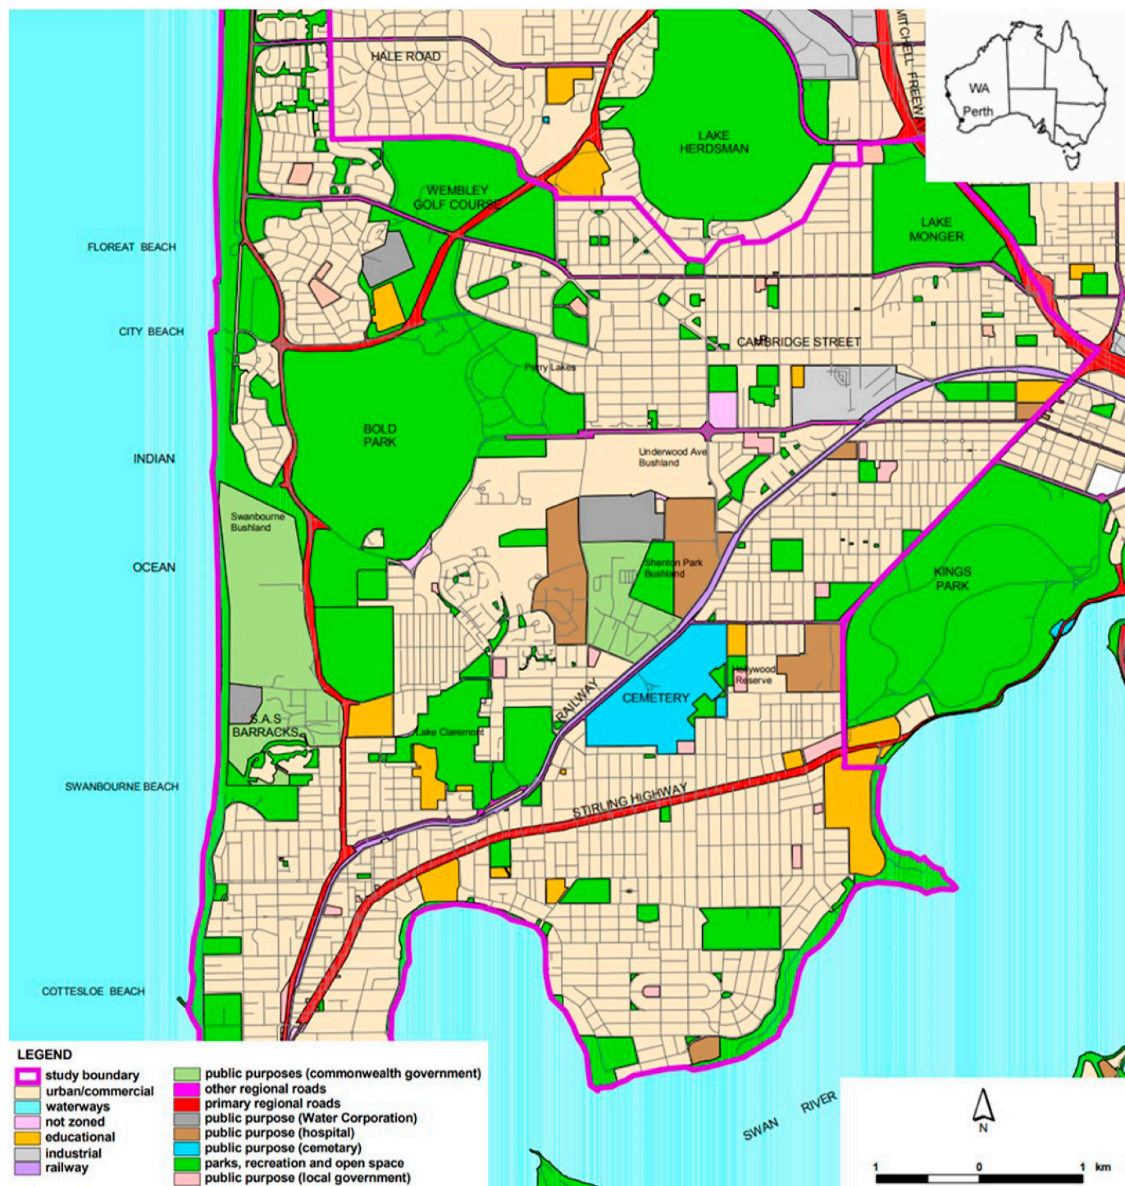 HALE ROAD
MITCHELL FREEW
WA
Perth
LAKE
HERDSMAN
WEMBLEY
GOLF COURSE
LAKE
MONGER
FLOREAT BEACH
CITY BEACH
CAMBRIDGE STREET
Perry Lakes
BOLD
PARK
INDIAN
Underwood Ave
Bushland
Swanbourne
Bushland
OCEAN
Shenton Park
Bushland
KINGS
PARK
Hollywood
Reserve
CEMETERY
RAILWAY
S.A.S
BARRACKS
Lake Claremont
SWANBOURNE BEACH
STIRLING HIGHWAY
COTTESLOE BEACH
SWAN RIVER
LEGEND
study boundary
urban/commercial
waterways
not zoned
educational
industrial
railway
public purposes (commonwealth government)
other regional roads
primary regional roads
public purpose (Water Corporation)
public purpose (hospital)
public purpose (cemetary)
parks, recreation and open space
public purpose (local government)
N
1 0 1 km